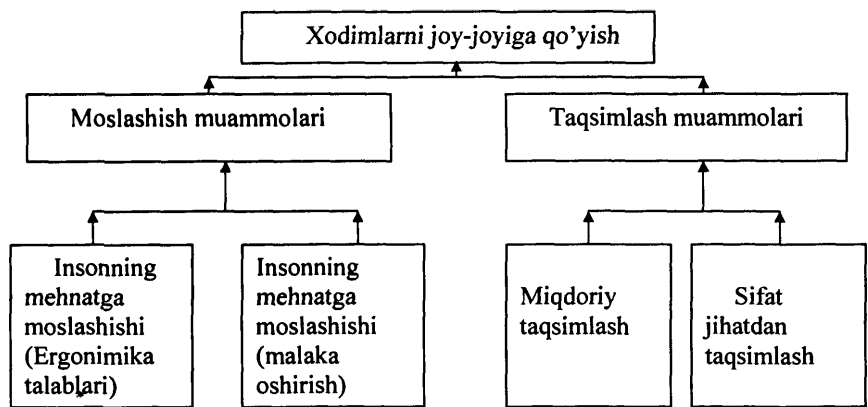 Xodimlarni joy-joyiga qo'yish
Moslashish muammolari
Taqsimlash muammolari
Insonning
mehnatga
moslashishi
(Ergonimika
talablari)
Insonning
mehnatga
moslashishi
(malaka
oshirish)
Miqdoriy
taqsimlash
Sifat
jihatdan
taqsimlash